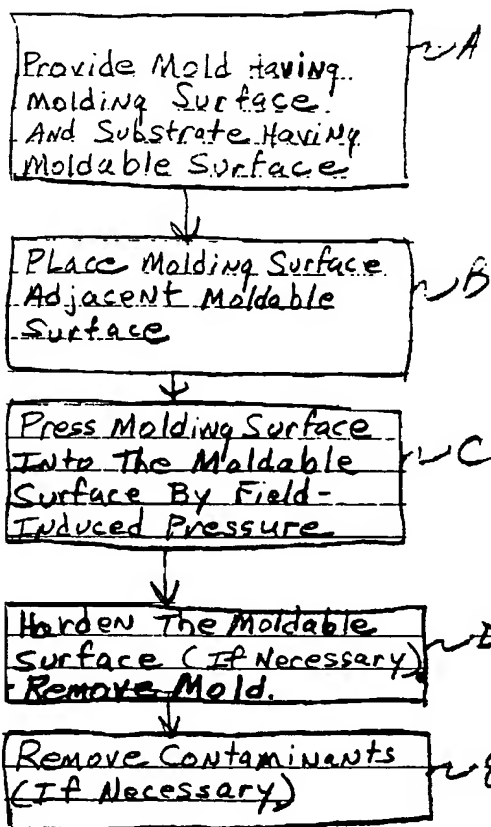 Provide Mold Having
Molding Surface
And Substrate Having
Moldable Surface
A
Place Molding Surface
Adjacent Moldable
Surface
B
Press Molding Surface
Into The Moldable
Surface By Field-
Induced Pressure
C
Harden The Moldable
Surface (If Necessary)
Remove Mold.
Remove Contaminants
(If Necessary)